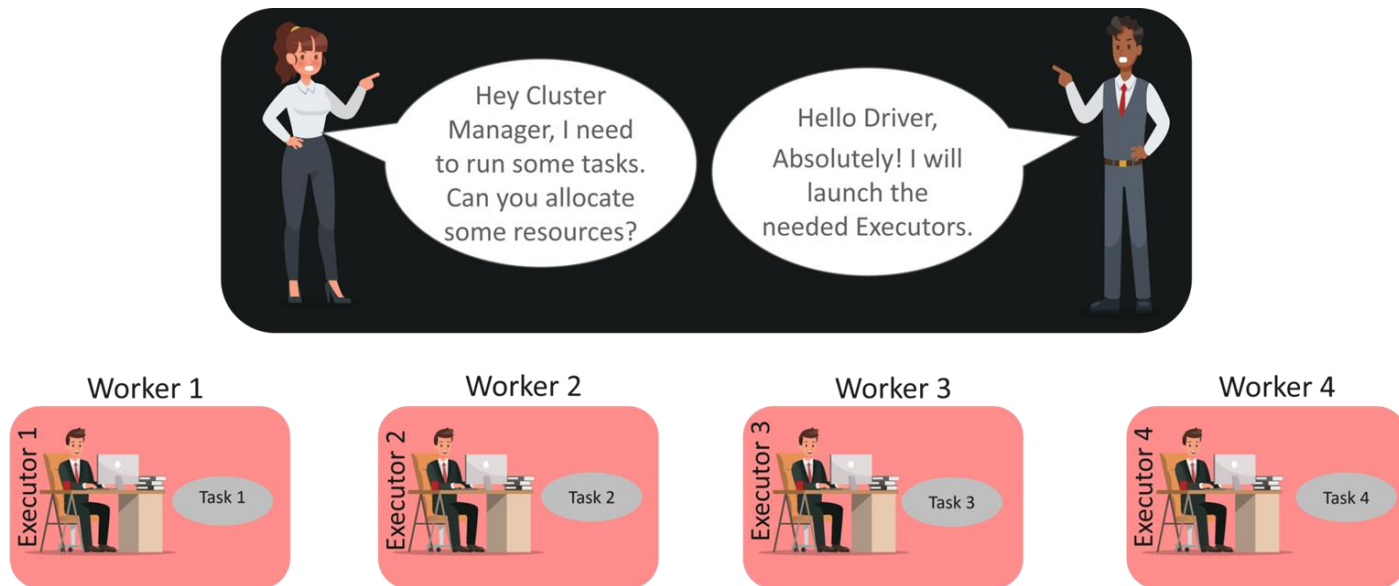 Hey Cluster
Manager, I need
to run some tasks.
Can you allocate
some resources?
Hello Driver,
Absolutely! I will
launch the
needed Executors.
Worker 1
Executor 1
Task 1
Worker 2
Executor 2
Task 2
Worker 3
Executor 3
Task 3
Worker 4
Executor 4
Task 4